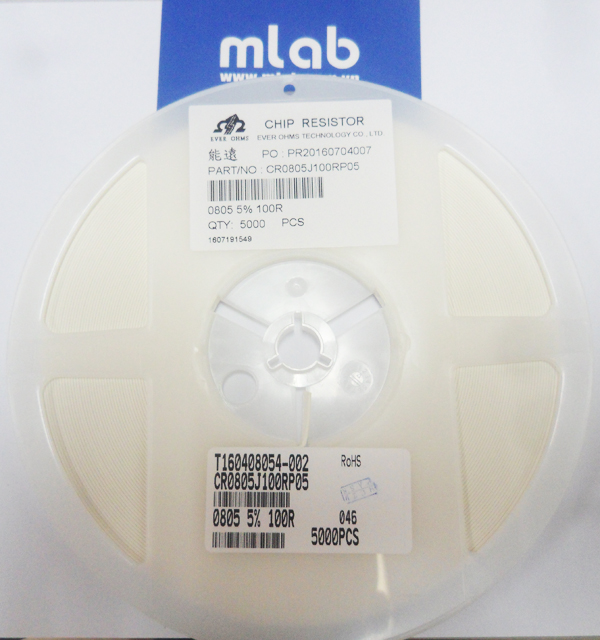 mlab
EVER OHMS
CHIP RESISTOR
EVER OHMS TECHNOLOGY CO., LTD.
能遠 PO : PR20160704007
PART/NO : CR0805J100RP05
0805 5% 100R
QTY: 5000 PCS
1607191549
T160408054-002
RoHS
CR0805J100RP05
0805 5% 100R
046
5000PCS